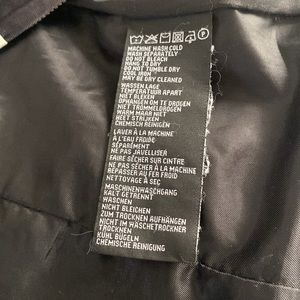 MACHINE WASH COLD
WASH SEPARATELY
DO NOT BLEACH
HANG TO DRY
DO NOT TUMBLE DRY
COOL IRON
MAY BE DRY CLEANED
WASSEN LAGE
TEMPERATUUR APART
NIET BLEKEN
OPHANGEN OM TE DROGEN
NIET TROMMELDROGEN
WARM
HEET STRIJKEN
CHEMISCH REINIGEN
LAVER À LA MACHINE
À L'EAU FROIDE
SÉPARÉMENT
NE PAS JAVELLISER
FAIRE SÉCHER SUR CINTRE
NE PAS SÉCHER EN MACHINE
REPASSER AU FER FROID
NETTOYAGE À SEC
MASCHINENWASCHGANG
KALT GETRENNT
WASCHEN
NICHT BLEICHEN
ZUM TROCKNEN AUFHÄNGEN
NICHT IM WÄSCHETROCKNER
TROCKNEN
KÜHL BÜGELN
CHEMISCHE REINIGUNG